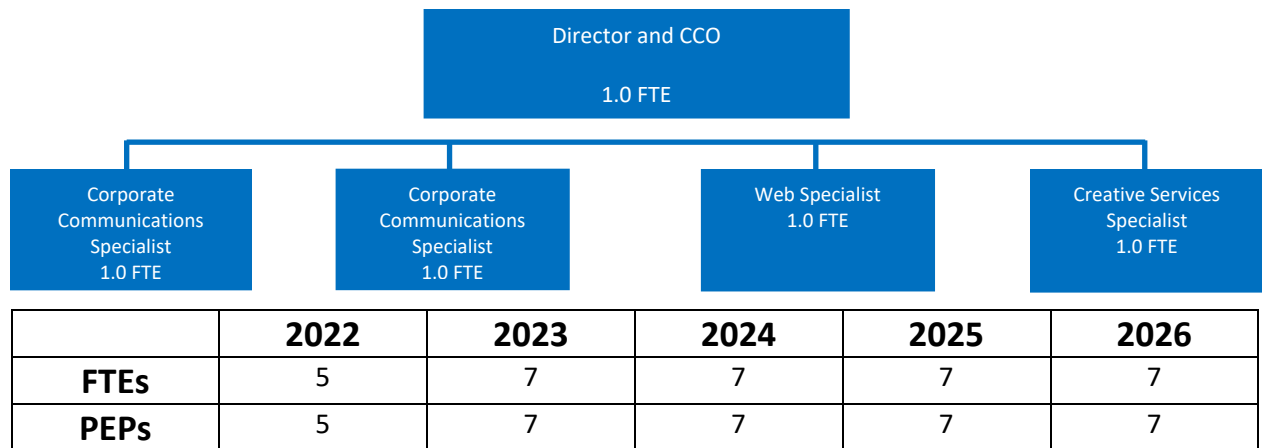 Director and CCO
1.0 FTE
Corporate
Communications
Specialist
1.0 FTE
Corporate
Communications
Specialist
1.0 FTE
Web Specialist
1.0 FTE
Creative Services
Specialist
1.0 FTE
2022 2023 2024 2025 2026
FTEs 5 7 7 7 7
PEPs 5 7 7 7 7